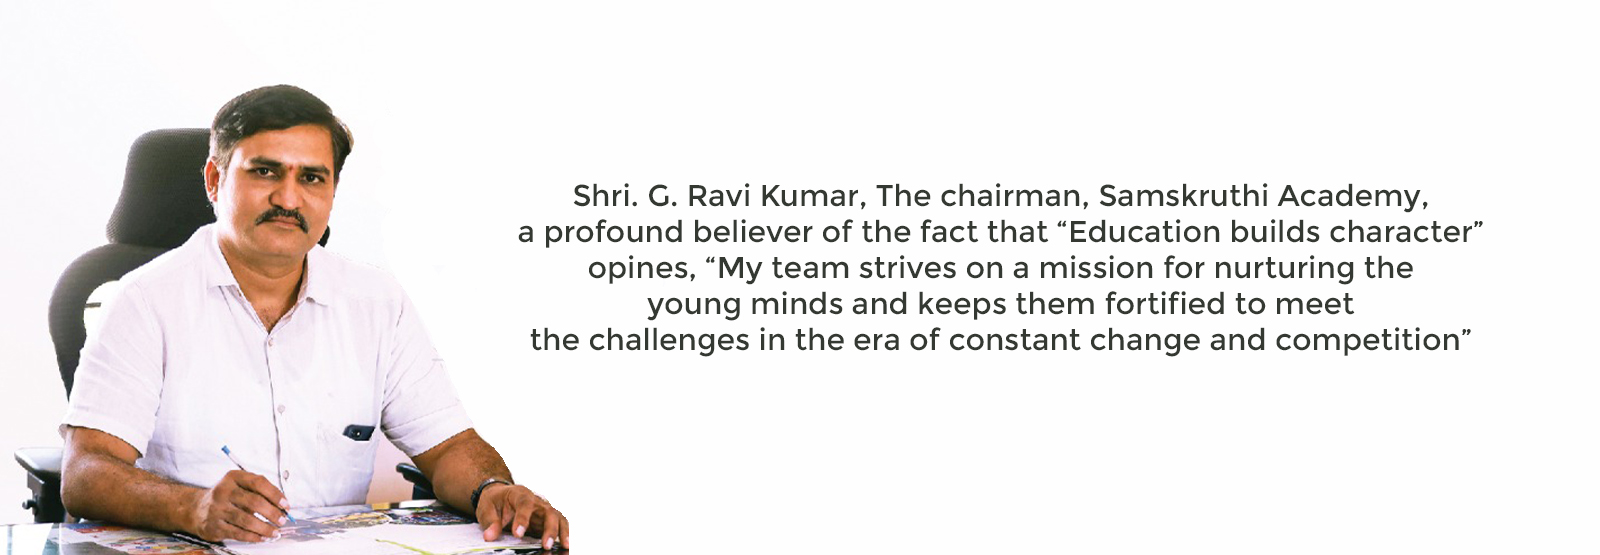 Shri. G. Ravi Kumar, The chairman, Samskruthi Academy,
a profound believer of the fact that “Education builds character”
opines, “My team strives on a mission for nurturing the
young minds and keeps them fortified to meet
the challenges in the era of constant change and competition”